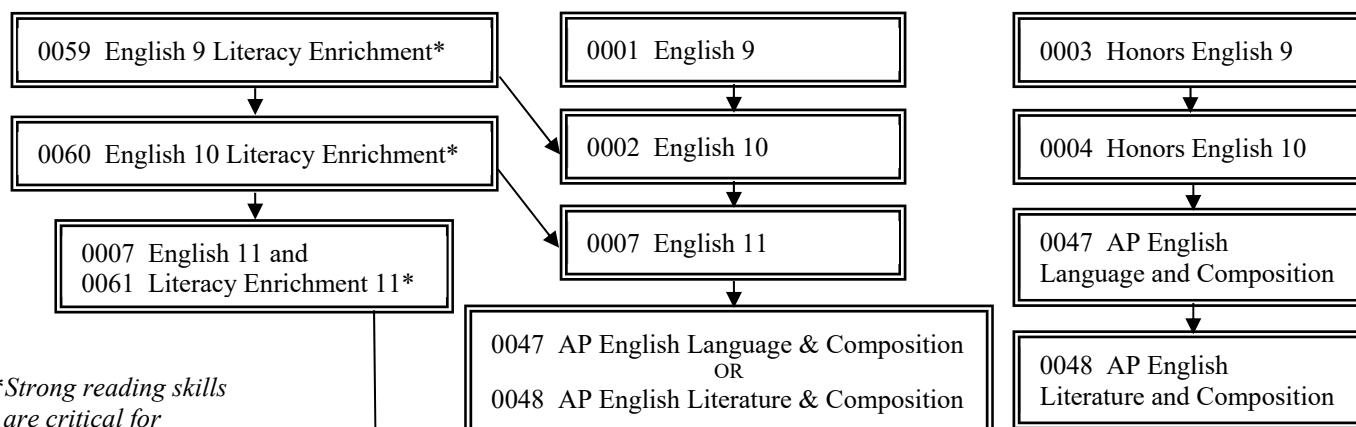 0059 English 9 Literacy Enrichment*
0060 English 10 Literacy Enrichment*
0007 English 11 and
0061 Literacy Enrichment 11*
*Strong reading skills
are critical for
0001 English 9
0002 English 10
0007 English 11
0047 AP English Language & Composition
OR
0048 AP English Literature & Composition
0003 Honors English 9
0004 Honors English 10
0047 AP English
Language and Composition
0048 AP English
Literature and Composition